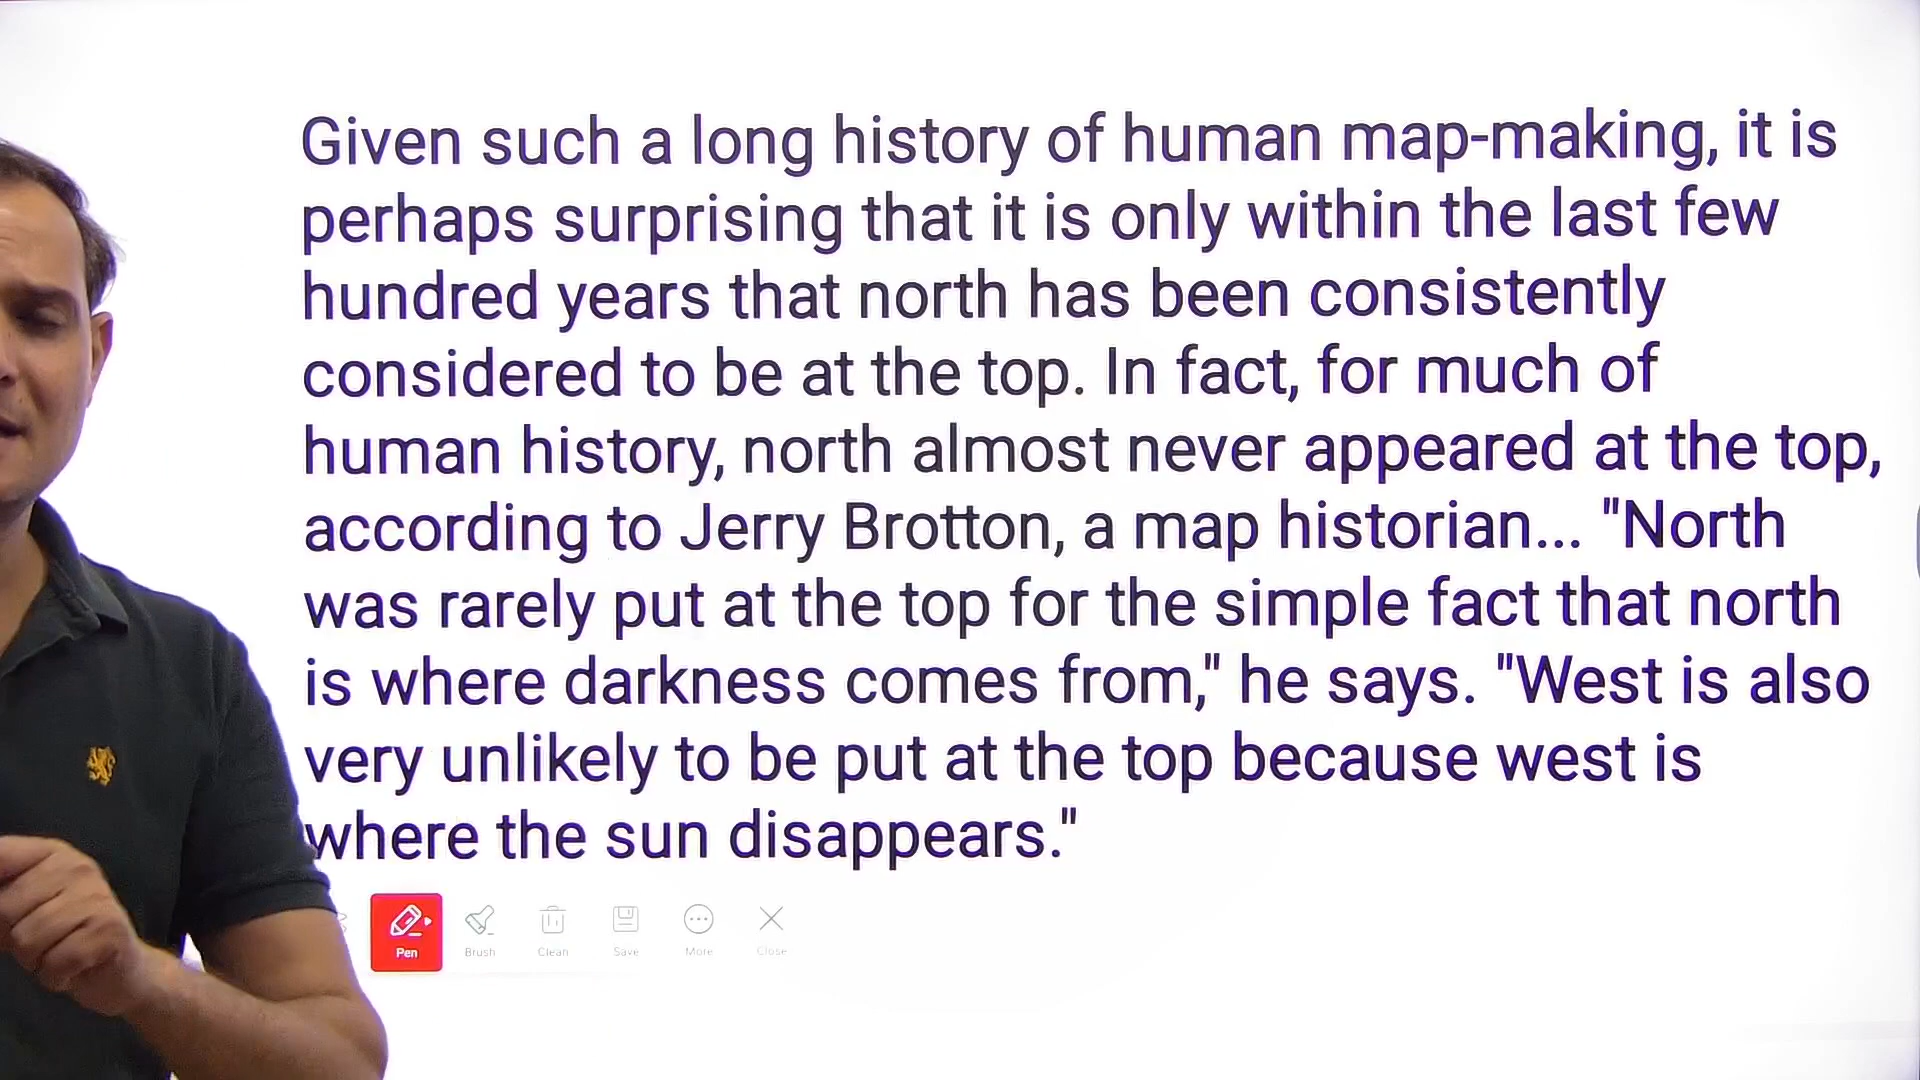 Given such a long history of human map-making, it is
perhaps surprising that it is only within the last few
hundred years that north has been consistently
considered to be at the top. In fact, for much of
human history, north almost never appeared at the top,
according to Jerry Brotton, a map historian... "North
was rarely put at the top for the simple fact that north
is where darkness comes from," he says. "West is also
very unlikely to be put at the top because west is
where the sun disappears."
Pen Brush Clean Save More Close